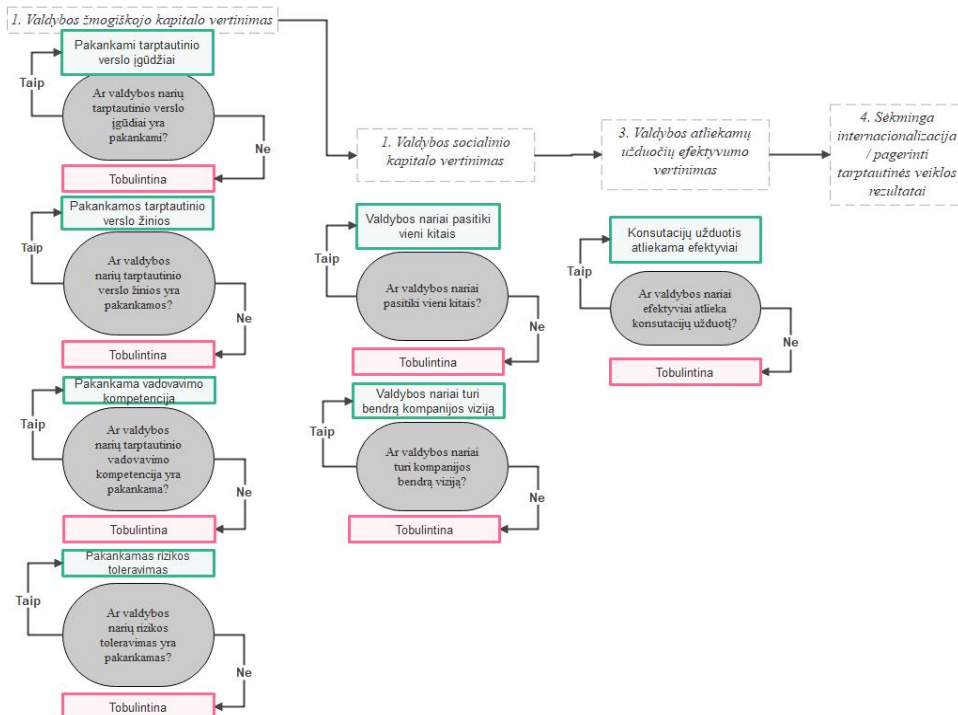 1. Valdybos žmogiškojo kapitalo vertinimas
Pakankami tarptautinio
verslo įgūdžiai
Taip
Ar valdybos narių
tarptautinio verslo
įgūdiai yra
pakankami?
Ne
Tobulintina
Pakankamos tarptautinio
verslo žinios
Taip
Ar valdybos
narių tarptautinio
verslo žinios yra
pakankamos?
Ne
Tobulintina
Pakankama vadovavimo
kompetencija
Taip
Ar valdybos
narių tarptautinio
vadovavimo
kompetencija yra
pakankama?
Ne
Tobulintina
Pakankamas rizikos
toleravimas
Taip
Ar valdybos
narių rizikos
toleravimas yra
pakankamas?
Ne
Tobulintina
1. Valdybos socialinio
kapitalo vertinimas
Valdybos nariai pasitiki
vieni kitais
Taip
Ar valdybos nariai
pasitiki vieni kitais?
Ne
Tobulintina
Valdybos nariai turi
bendrą kompanijos viziją
Taip
Ar valdybos nariai
turi kompanijos
bendrą viziją?
Ne
Tobulintina
3. Valdybos atliekamų
užduočių efektyvumo
vertinimas
Konsutacijų užduotis
atliekama efektyviai
Taip
Ar valdybos nariai
efektyviai atlieka
konsutacijų užduotį?
Ne
Tobulintina
4. Sėkminga
internacionalizacija
/ pagerinti
tarptautinės veiklos
rezultatai